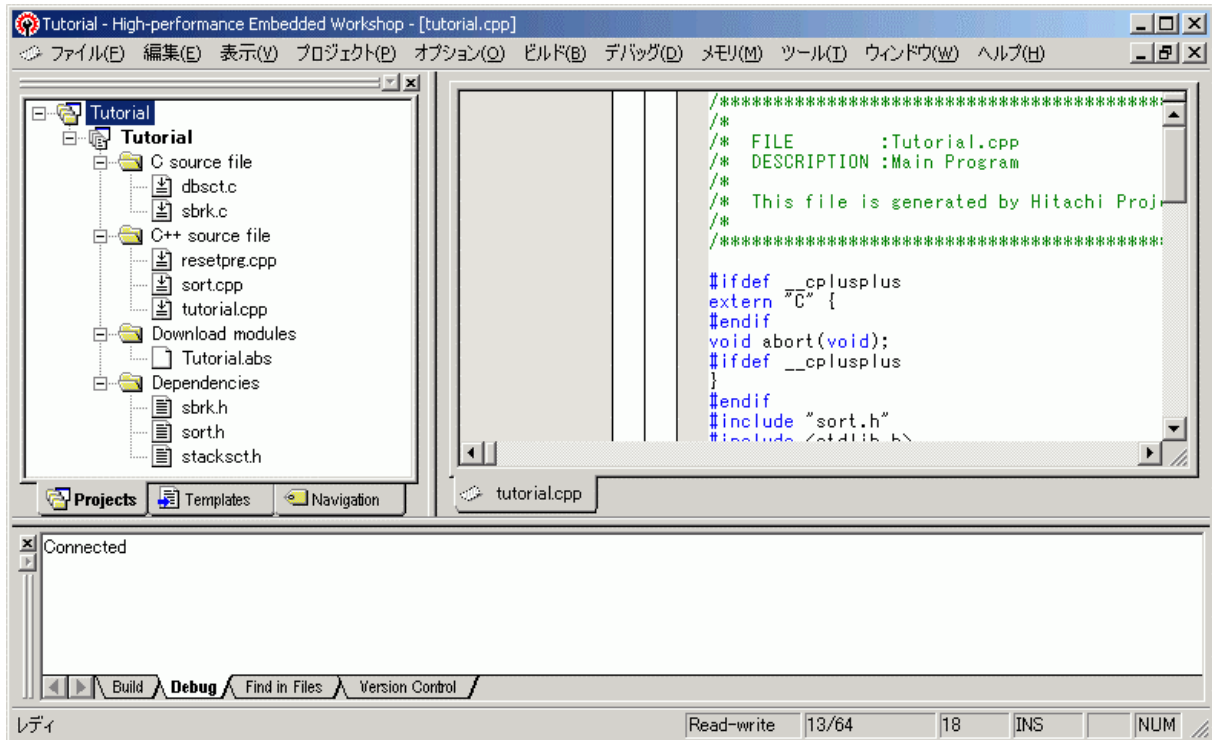 Tutorial - High-performance Embedded Workshop - [tutorial.cpp]
ファイル(F) 編集(E) 表示(V) プロジェクト(P) オプション(O) ビルド(B) デバッグ(D) メモリ(M) ツール(T) ウィンドウ(W) ヘルプ(H)
Tutorial
Tutorial
C source file
dbsct.c
sbrk.c
C++ source file
resetprg.cpp
sort.cpp
tutorial.cpp
Download modules
Tutorial.abs
Dependencies
sbrk.h
sort.h
stacksct.h
Projects Templates Navigation
/******************************************
/*
/* FILE :Tutorial.cpp
/* DESCRIPTION :Main Program
/*
/* This file is generated by Hitachi Proj
/*
/******************************************
#ifdef __cplusplus
extern "C" {
#endif
void abort(void);
#ifdef __cplusplus
}
#endif
#include "sort.h"
#include <stdlib.h>
tutorial.cpp
Connected
Build Debug Find in Files Version Control
レディ Read-write 13/64 18 INS NUM